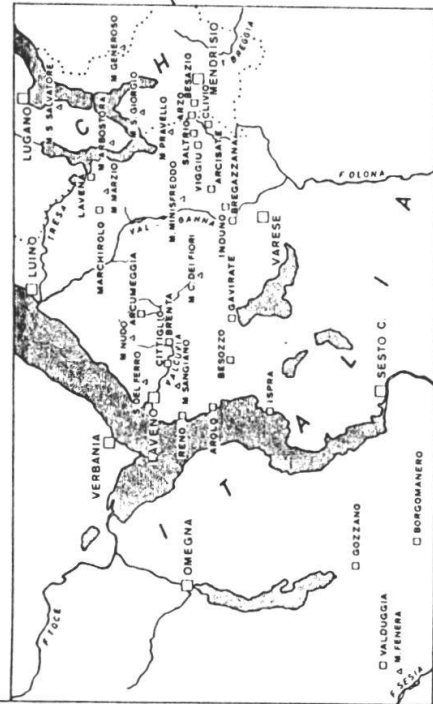 LUGANO
M. S. SALVATORE
M GENEROSO
C H
BREGGIA
MENDRISIO
BESAZIO
ARZO
CLIVIO
SALTRIO
VIGGIU
ARCISATE
M. S. GIORGIO
M PRAVELLO
M ARBOSTORA
LAVENA
M. MARZIO
MARCHIROLO
TRESA
LUINO
M. MINISFREDDO
VAL GANNA
INDUNO
BREGAZZANA
F OLONA
VARESE
M C. DEI FIORI
GAVIRATE
BESOZZO
ARCUMEGGIA
M NUDO
CITTIGLIO
BRENTA
S DEL FERRO
M SANGIANO
LAVENO
RENO
AROLO
ISPRA
SESTO C.
VERBANIA
I T A L I A
F TOCE
OMEGNA
GOZZANO
BORGOMANERO
VALDUGGIA
M FENERA
F. SESIA